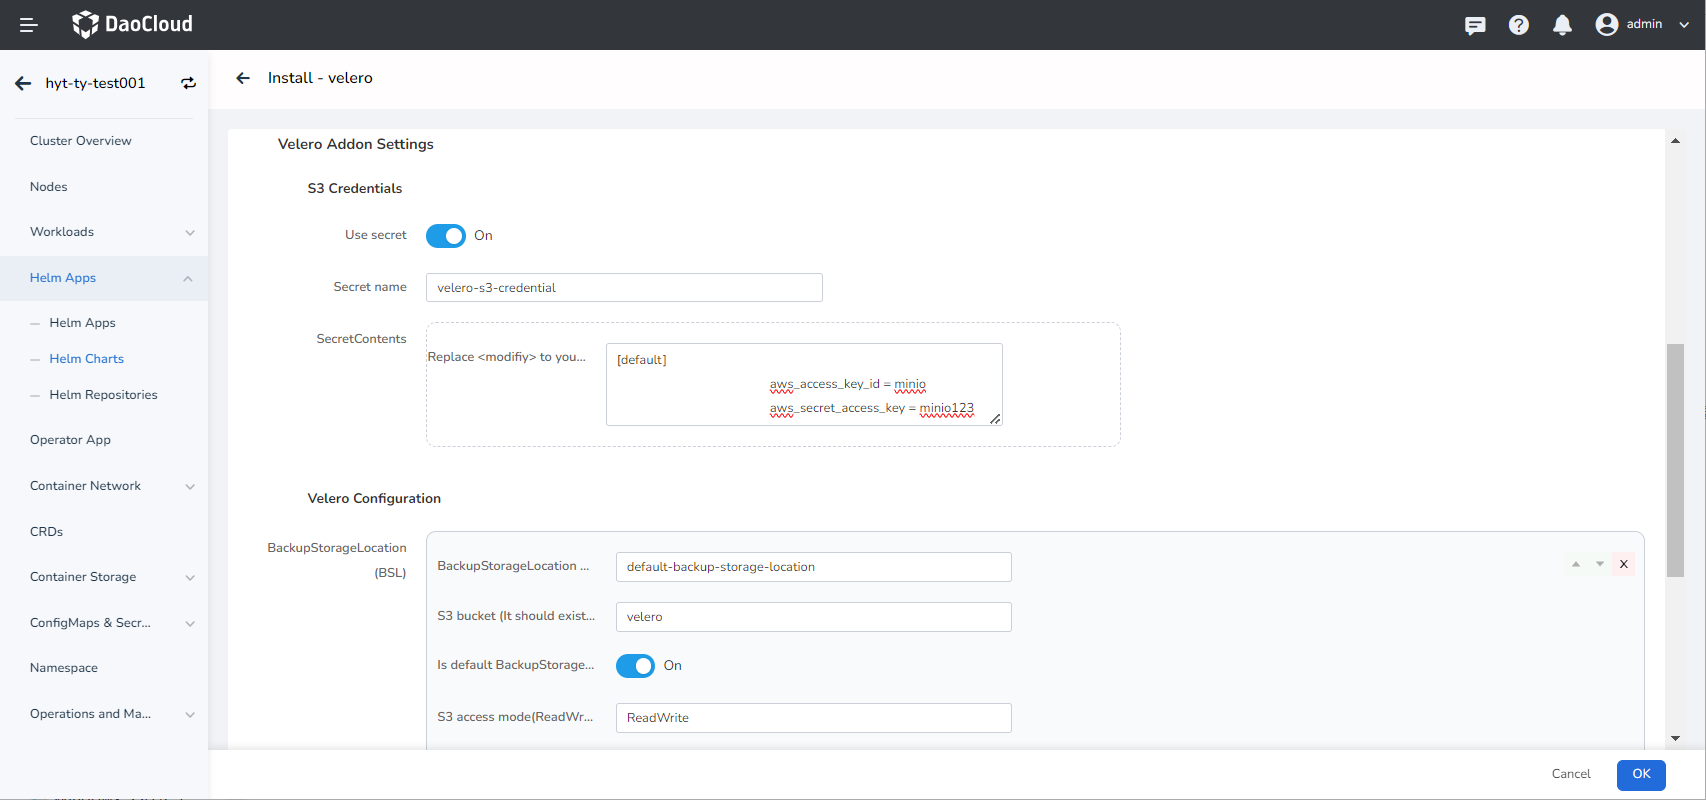 DaoCloud
admin
hyt-ty-test001
Install - velero
Cluster Overview
Nodes
Workloads
Helm Apps
Helm Apps
Helm Charts
Helm Repositories
Operator App
Container Network
CRDs
Container Storage
ConfigMaps & Secr...
Namespace
Operations and Ma...
Velero Addon Settings
S3 Credentials
Use secret
On
Secret name
velero-s3-credential
SecretContents
Replace <modifiy> to you...
[default]
aws_access_key_id = minio
aws_secret_access_key = minio123
Velero Configuration
BackupStorageLocation
(BSL)
BackupStorageLocation ...
default-backup-storage-location
X
S3 bucket (It should exist...
velero
Is default BackupStorage...
On
S3 access mode(ReadWr...
ReadWrite
Cancel
OK